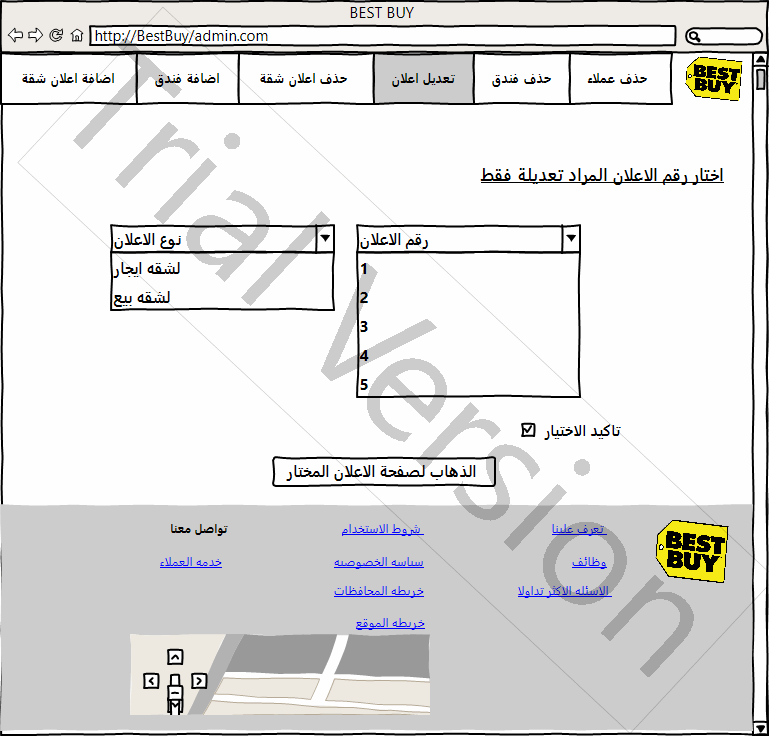 BEST BUY
http://BestBuy/admin.com
BEST BUY
حذف عملاء
حذف فندق
تعديل اعلان
حذف اعلان شقة
اضافة فندق
اضافة اعلان شقة
اختار رقم الاعلان المراد تعديلة فقط
رقم الاعلان
1
2
3
4
5
نوع الاعلان
لشقه ايجار
لشقه بيع
تاكيد الاختيار
الذهاب لصفحة الاعلان المختار
BEST BUY
تعرف علينا
وظائف
الاسئله الاكثر تداولا
شروط الاستخدام
سياسه الخصوصيه
خريطه المحافظات
خريطه الموقع
تواصل معنا
خدمه العملاء
Trial Version